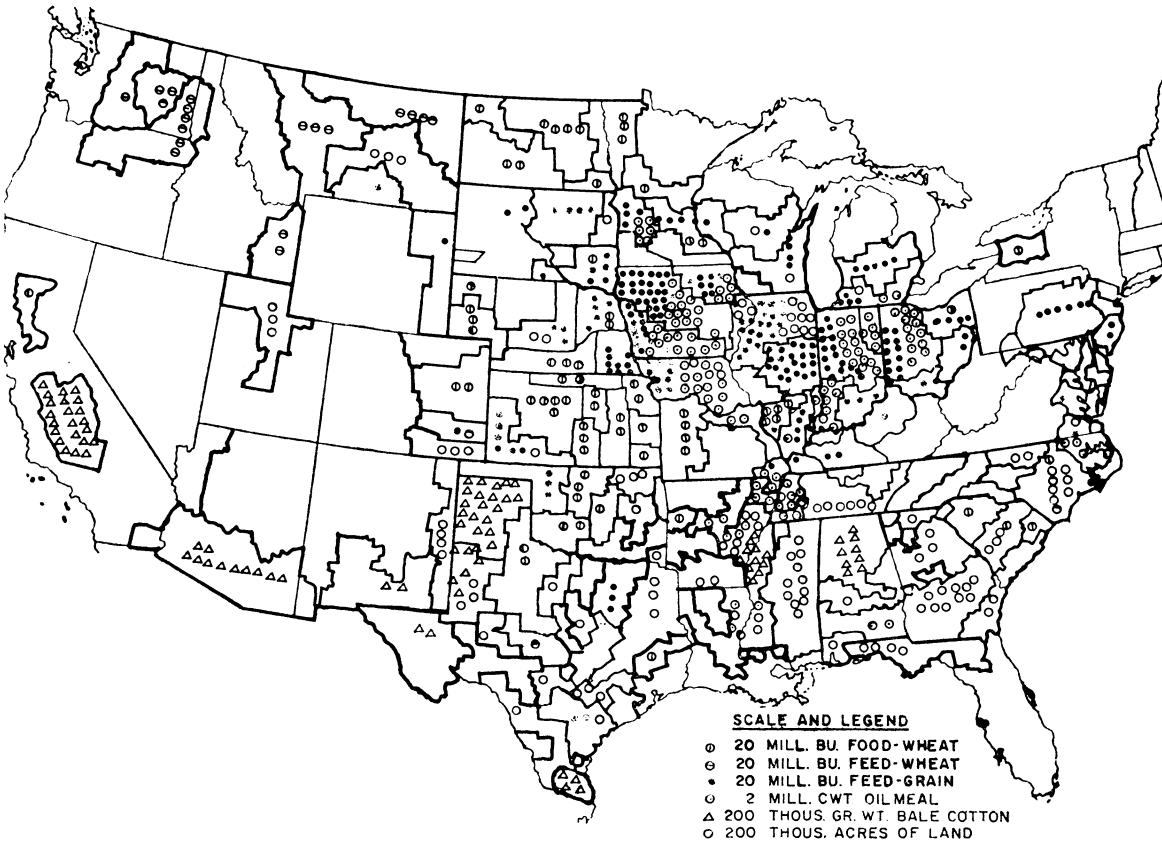 SCALE AND LEGEND
20 MILL. BU. FOOD-WHEAT
20 MILL. BU. FEED-WHEAT
20 MILL. BU. FEED-GRAIN
2 MILL. CWT OILMEAL
200 THOUS. GR. WT. BALE COTTON
200 THOUS. ACRES OF LAND